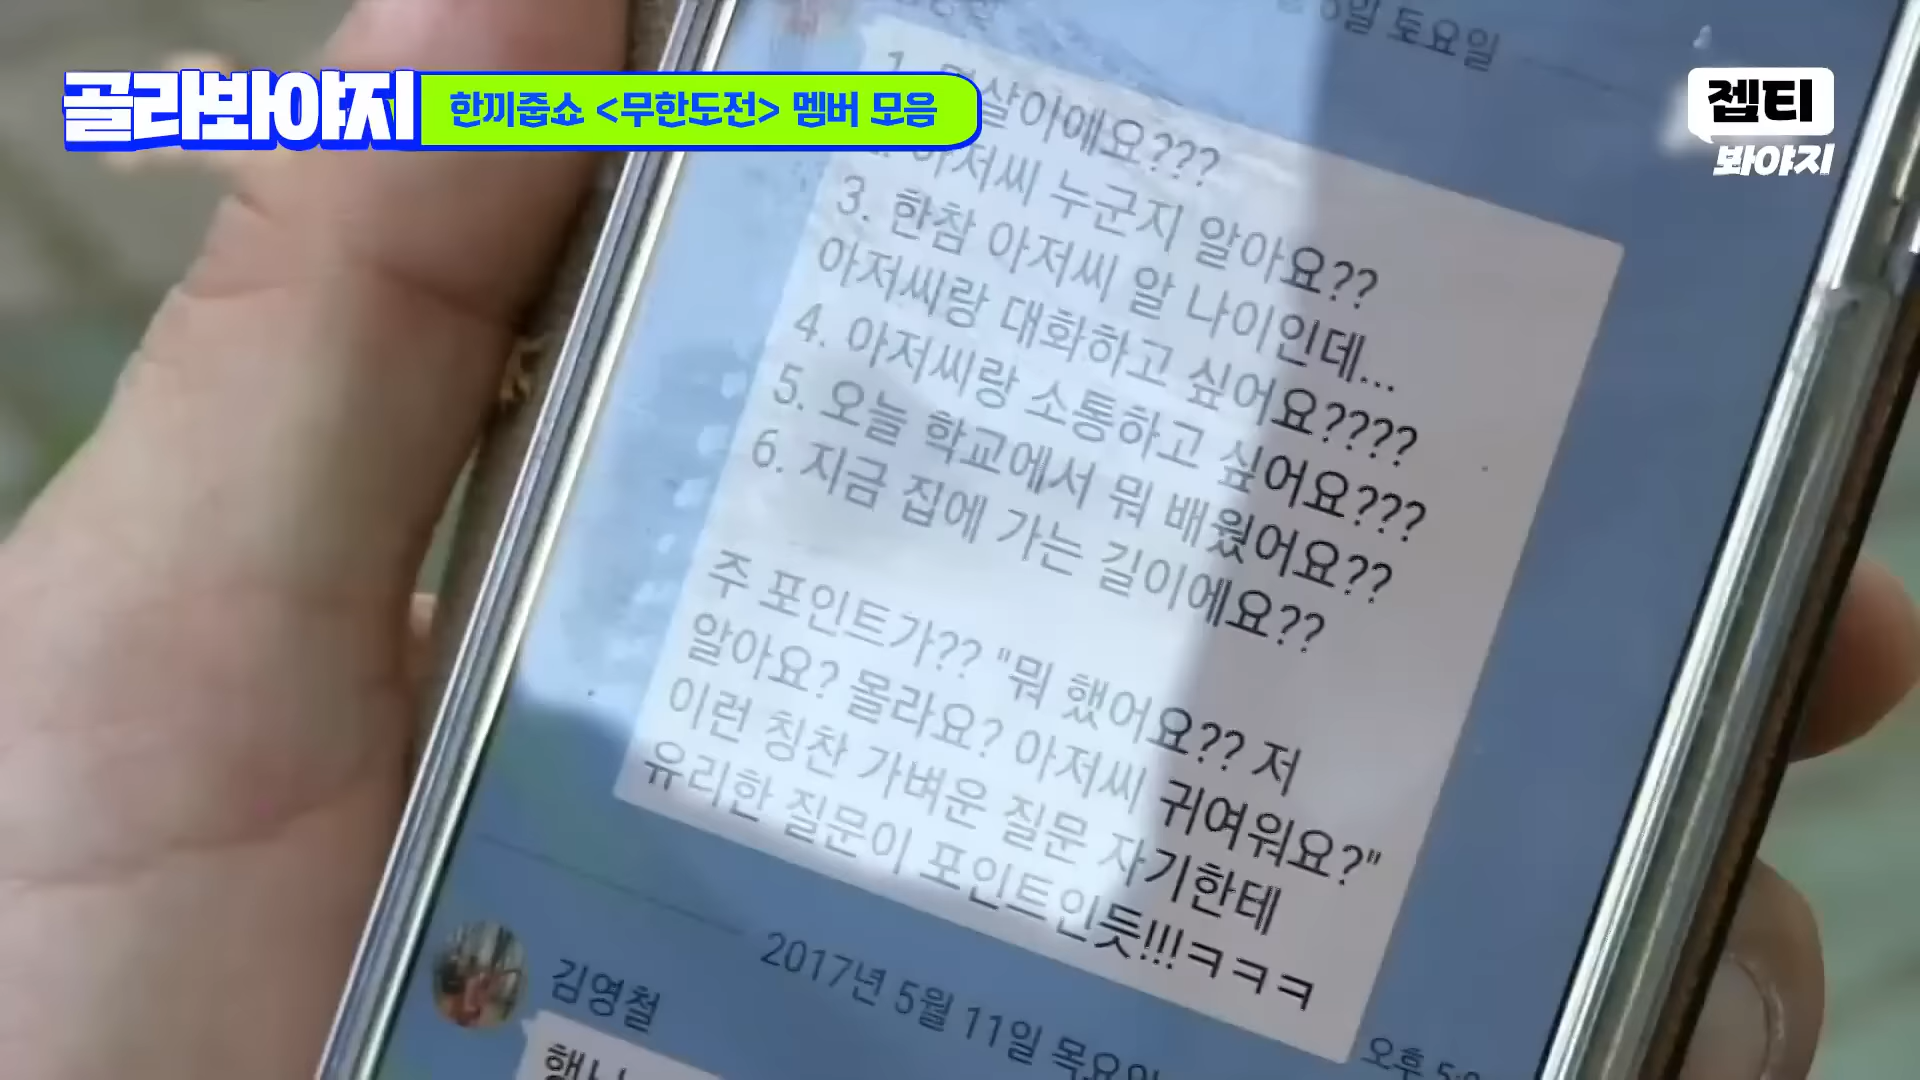 골라봐야지 한끼줍쇼 <무한도전> 멤버 모음
젭티
봐야지
6일 토요일
1. 몇살이에요???
2. 아저씨 누군지 알아요??
3. 한참 아저씨 알 나이인데...
아저씨랑 대화하고 싶어요????
4. 아저씨랑 소통하고 싶어요???
5. 오늘 학교에서 뭐 배웠어요??
6. 지금 집에 가는 길이에요??
주 포인트가?? "뭐 했어요?? 저
알아요? 몰라요? 아저씨 귀여워요?"
이런 칭찬 가벼운 질문 자기한테
유리한 질문이 포인트인듯!!!ㅋㅋㅋ
오후
2017년 5월 11일 목요일
김영철